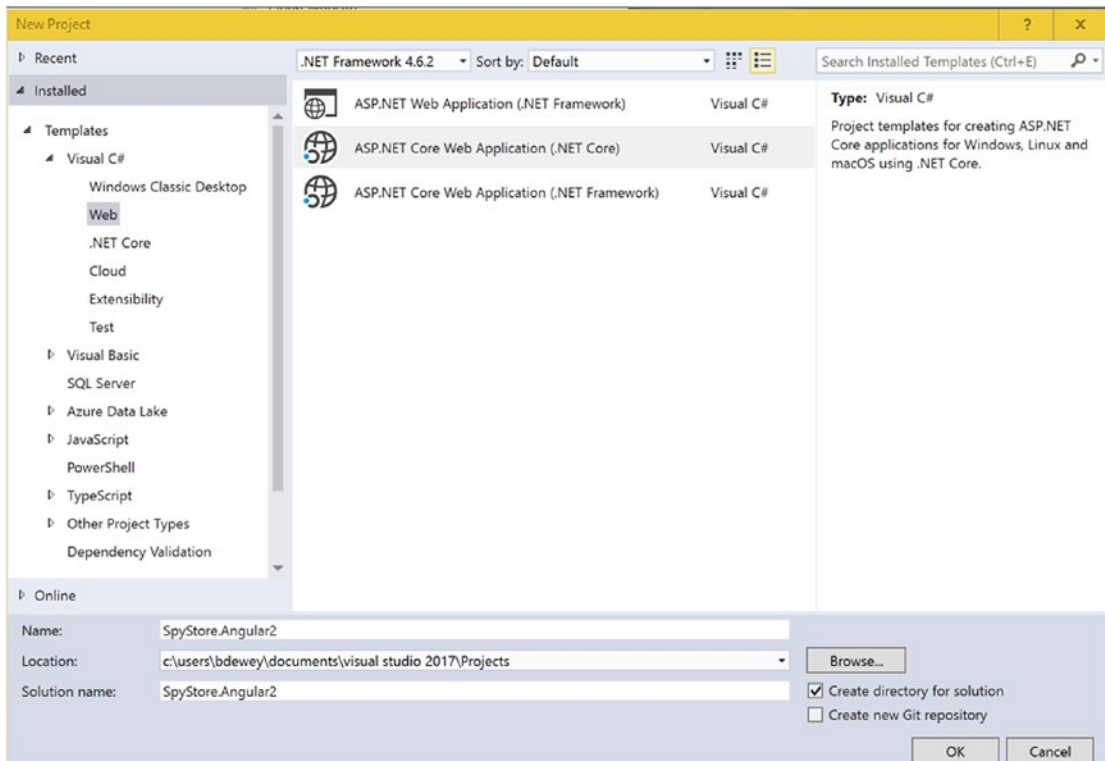 New Project
? x
Recent
Installed
Templates
Visual C#
Windows Classic Desktop
Web
.NET Core
Cloud
Extensibility
Test
Visual Basic
SQL Server
Azure Data Lake
JavaScript
PowerShell
TypeScript
Other Project Types
Dependency Validation
Online
.NET Framework 4.6.2 Sort by: Default
ASP.NET Web Application (.NET Framework) Visual C#
ASP.NET Core Web Application (.NET Core) Visual C#
ASP.NET Core Web Application (.NET Framework) Visual C#
Search Installed Templates (Ctrl+E)
Type: Visual C#
Project templates for creating ASP.NET
Core applications for Windows, Linux and
macOS using .NET Core.
Name: SpyStore.Angular2
Location: c:\users\bdewey\documents\visual studio 2017\Projects
Browse...
Solution name: SpyStore.Angular2
Create directory for solution
Create new Git repository
OK Cancel